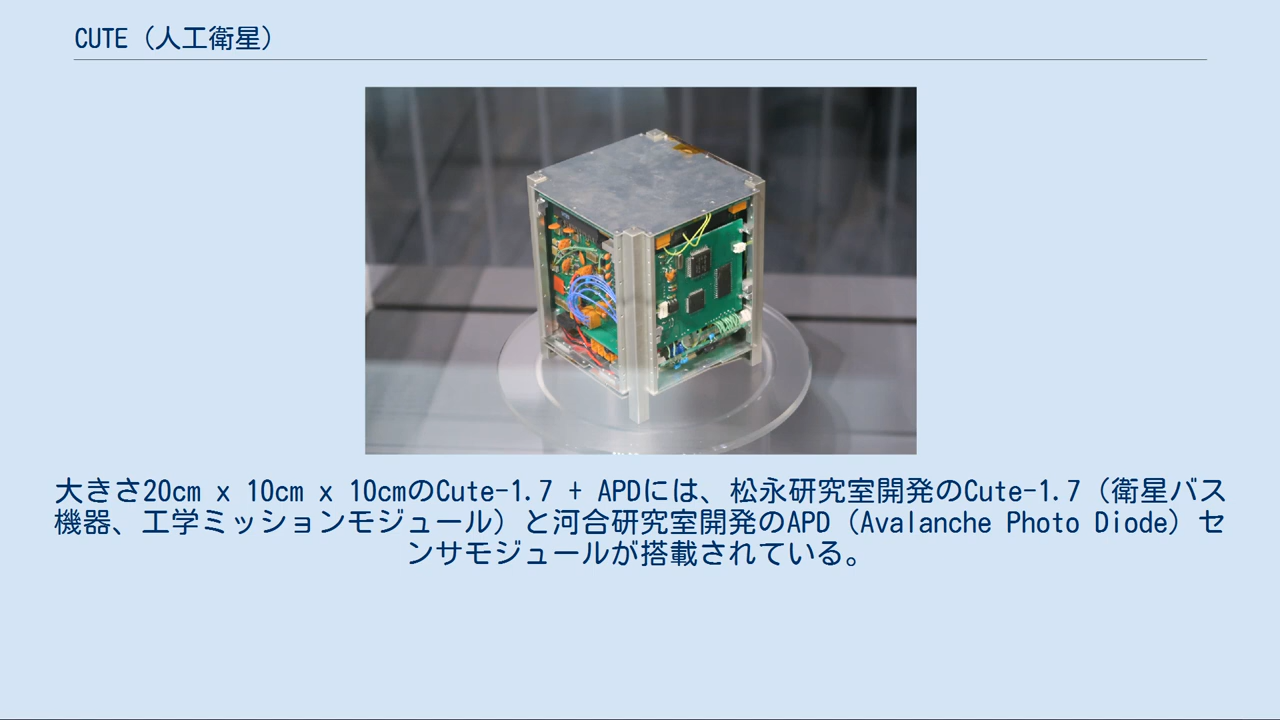 CUTE（人工衛星）
大きさ20cm x 10cm x 10cmのCute-1.7 + APDには、松永研究室開発のCute-1.7（衛星バス
機器、工学ミッションモジュール）と河合研究室開発のAPD（Avalanche Photo Diode）セ
ンサモジュールが搭載されている。